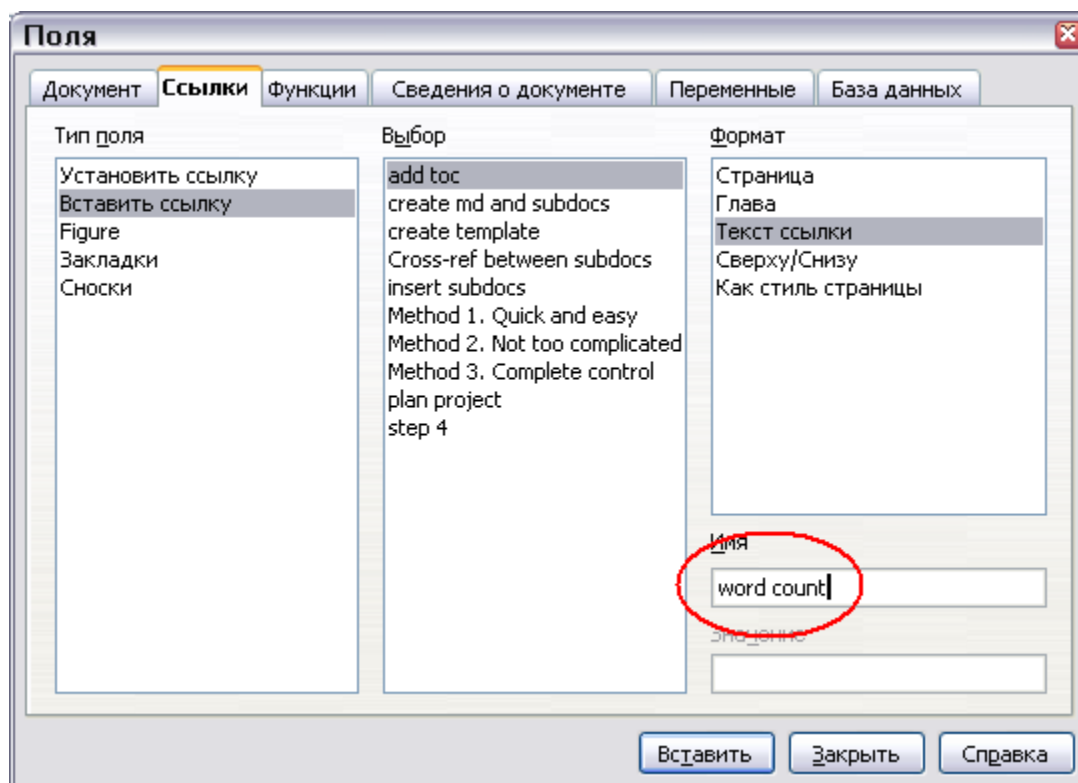 Поля
Документ Ссылки Функции Сведения о документе Переменные База данных
Тип поля
Установить ссылку
Вставить ссылку
Figure
Закладки
Сноски
Выбор
add toc
create md and subdocs
create template
Cross-ref between subdocs
insert subdocs
Method 1. Quick and easy
Method 2. Not too complicated
Method 3. Complete control
plan project
step 4
Формат
Страница
Глава
Текст ссылки
Сверху/Снизу
Как стиль страницы
Имя
word count
Значение
Вставить Закрыть Справка